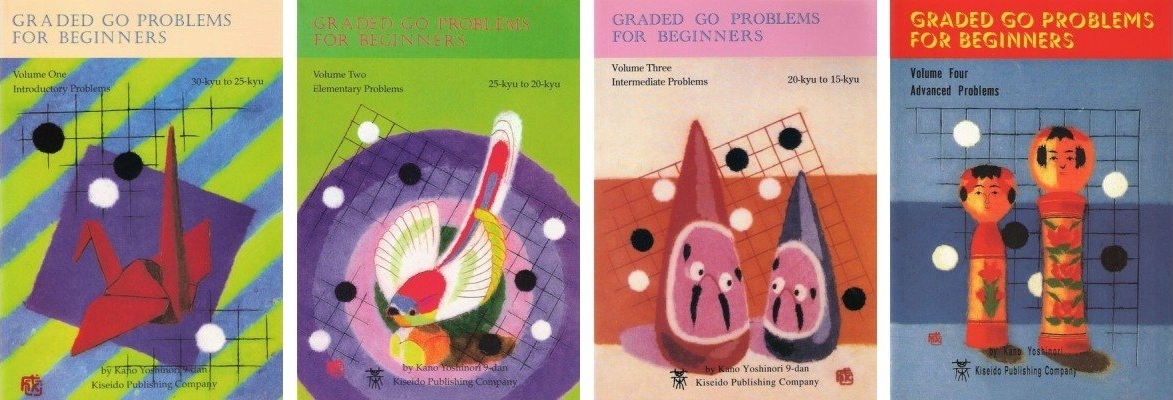 GRADED GO PROBLEMS
FOR BEGINNERS
Volume One
Introductory Problems
30-kyu to 25-kyu
by Kano Yoshinori 9-dan
Kiseido Publishing Company
GRADED GO PROBLEMS
FOR BEGINNERS
Volume Two
Elementary Problems
25-kyu to 20-kyu
by Kano Yoshinori 9-dan
Kiseido Publishing Company
GRADED GO PROBLEMS
FOR BEGINNERS
Volume Three
Intermediate Problems
20-kyu to 15-kyu
by Kano Yoshinori 9-dan
Kiseido Publishing Company
GRADED GO PROBLEMS
FOR BEGINNERS
Volume Four
Advanced Problems
by Kano Yoshinori
Kiseido Publishing Company